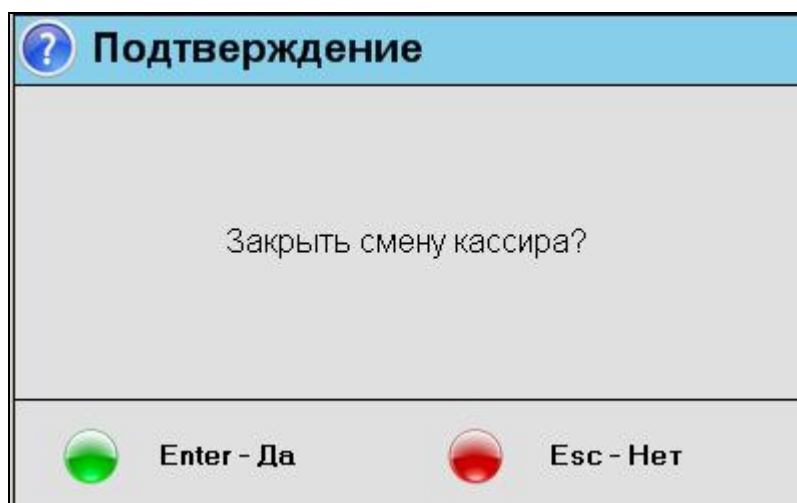 Подтверждение
Закрыть смену кассира?
Enter - Да
Esc - Нет